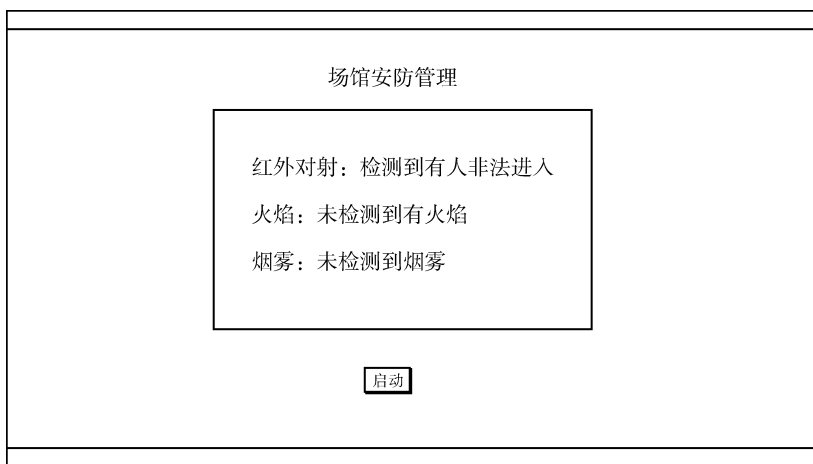 场馆安防管理
红外对射：检测到有人非法进入
火焰：未检测到有火焰
烟雾：未检测到烟雾
启动